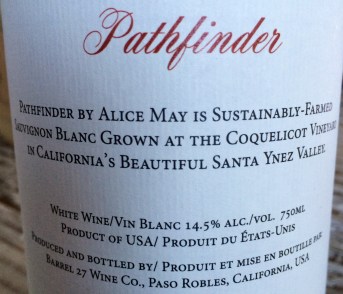 Pathfinder
PATHFINDER BY ALICE MAY IS SUSTAINABLY-FARMED
SAUVIGNON BLANC GROWN AT THE COQUELICOT VINEYARD
IN CALIFORNIA'S BEAUTIFUL SANTA YNEZ VALLEY.
WHITE WINE/VIN BLANC 14.5% ALC./VOL. 750ML
PRODUCT OF USA/ PRODUIT DU ÉTATS-UNIS
PRODUCED AND BOTTLED BY/ PRODUIT ET MISE EN BOUTILLE PAR
BARREL 27 WINE CO., PASO ROBLES, CALIFORNIA, USA